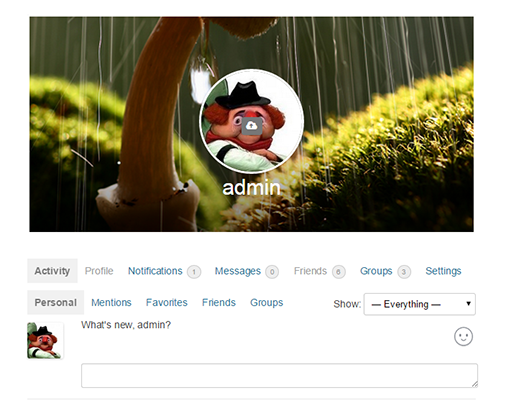 admin
Activity Profile Notifications 1 Messages 0 Friends 6 Groups 3 Settings
Personal Mentions Favorites Friends Groups Show: — Everything —
What's new, admin?